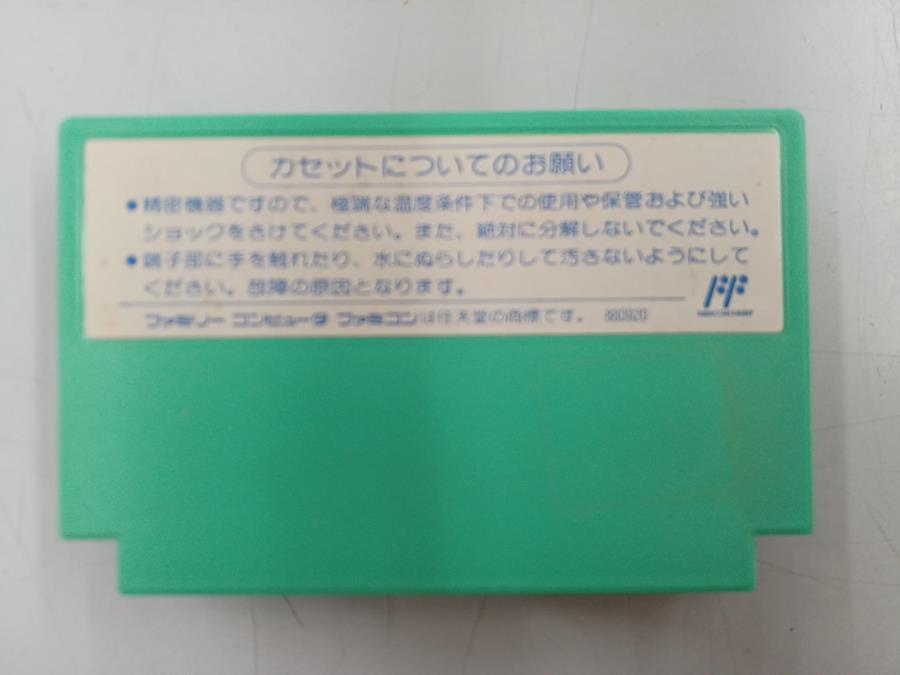 カセットについてのお願い
●精密機器ですので、極端な温度条件下での使用や保管および強い
ショックをさけてください。また、絶対に分解しないでください。
●端子部に手を触れたり、水にぬらしたりして汚さないようにして
ください。故障の原因となります。
ファミリーコンピュータ ファミコンは任天堂の商標です。